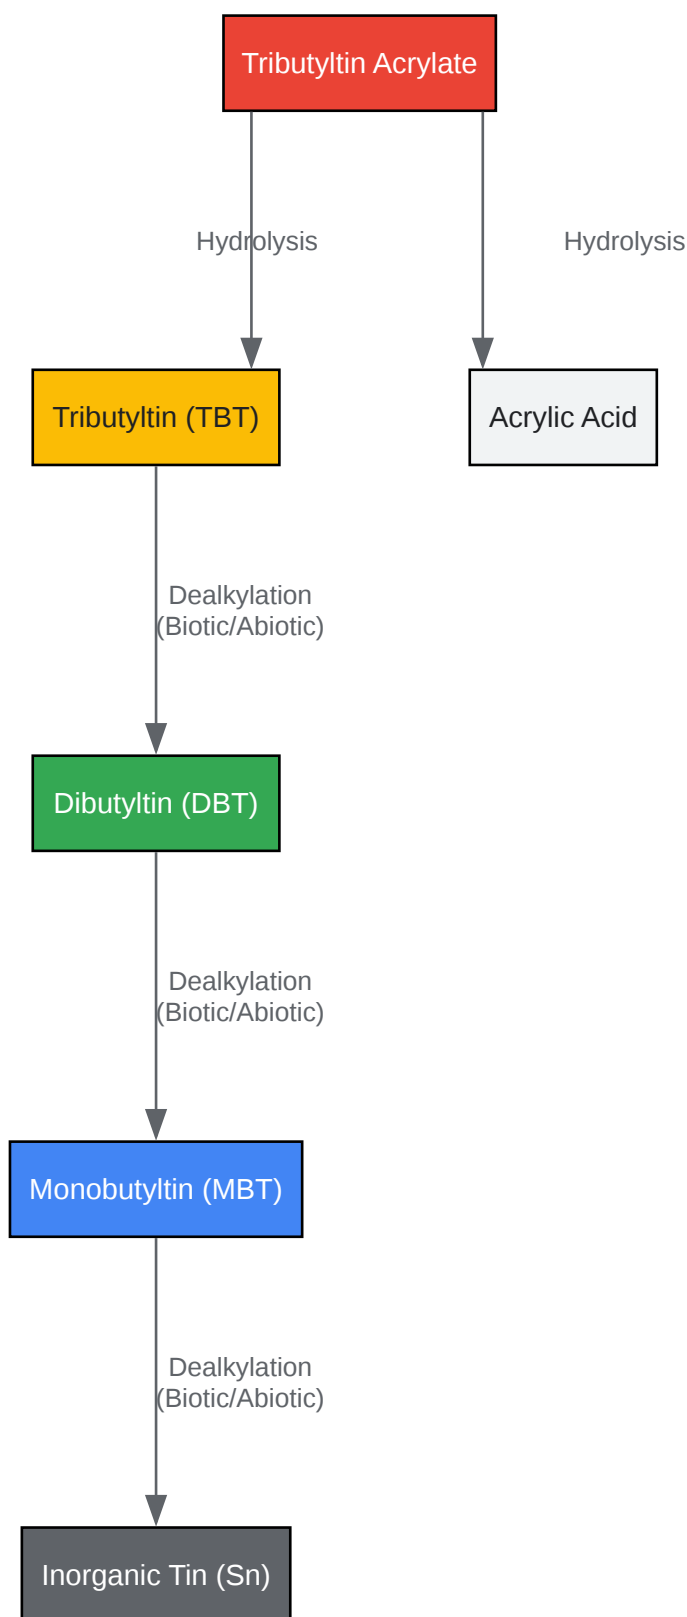 Tributyltin Acrylate
Hydrolysis
Hydrolysis
Tributyltin (TBT)
Acrylic Acid
Dealkylation
(Biotic/Abiotic)
Dibutyltin (DBT)
Dealkylation
(Biotic/Abiotic)
Monobutyltin (MBT)
Dealkylation
(Biotic/Abiotic)
Inorganic Tin (Sn)